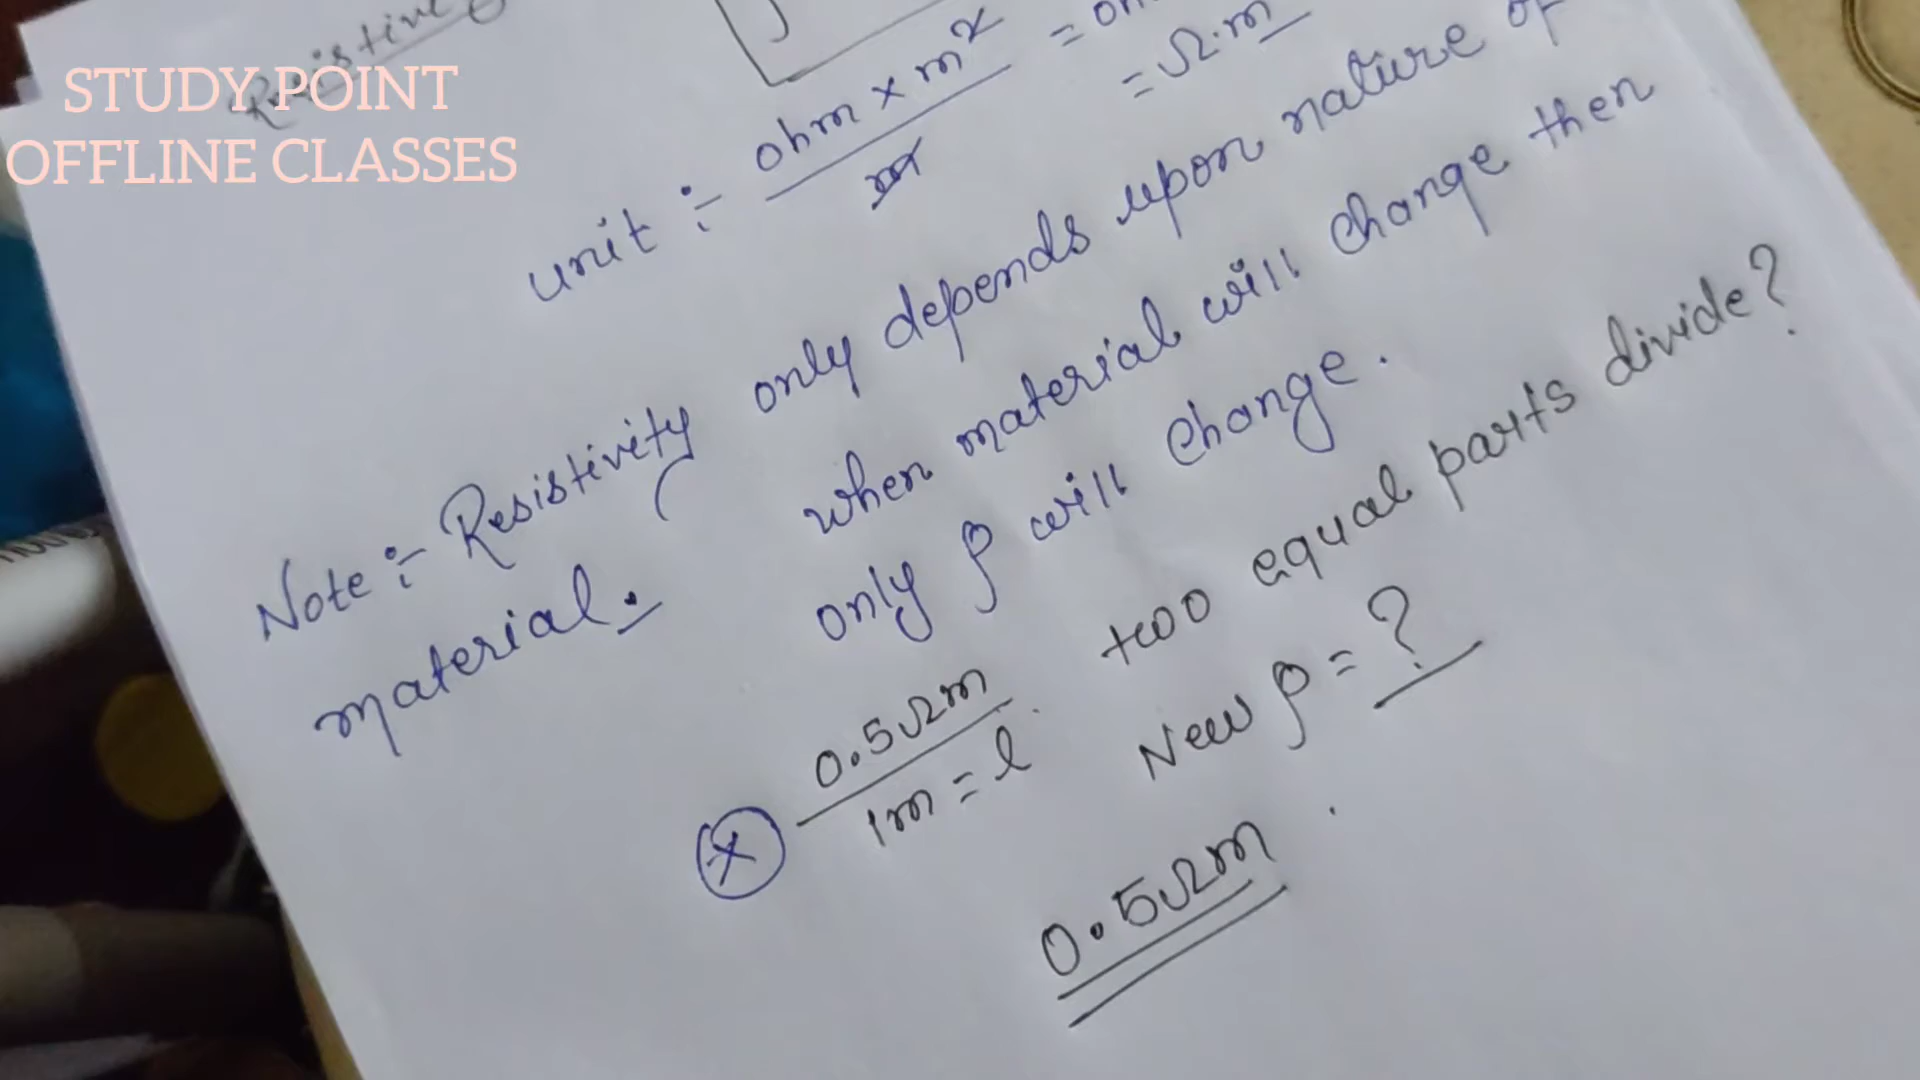 STUDY POINT
OFFLINE CLASSES
unit :- ohm × m² / m =
= Ω.m
Note :- Resistivity only depends upon nature of
material. ( when material will change then
only ρ will change.
0.5Ωm two equal parts divide?
1m = l New ρ = ?
x
0.5Ωm